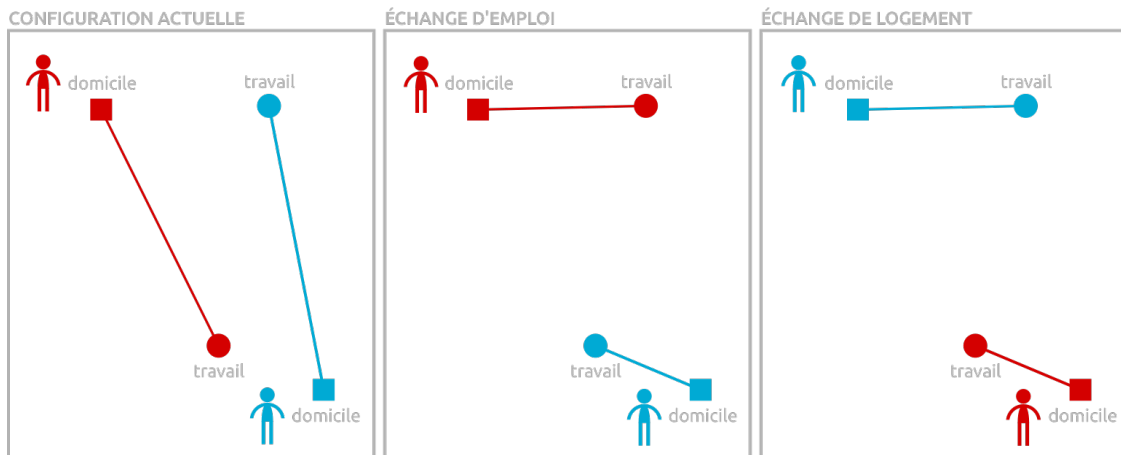 CONFIGURATION ACTUELLE
domicile
travail
travail
domicile
ÉCHANGE D'EMPLOI
domicile
travail
travail
domicile
ÉCHANGE DE LOGEMENT
domicile
travail
travail
domicile